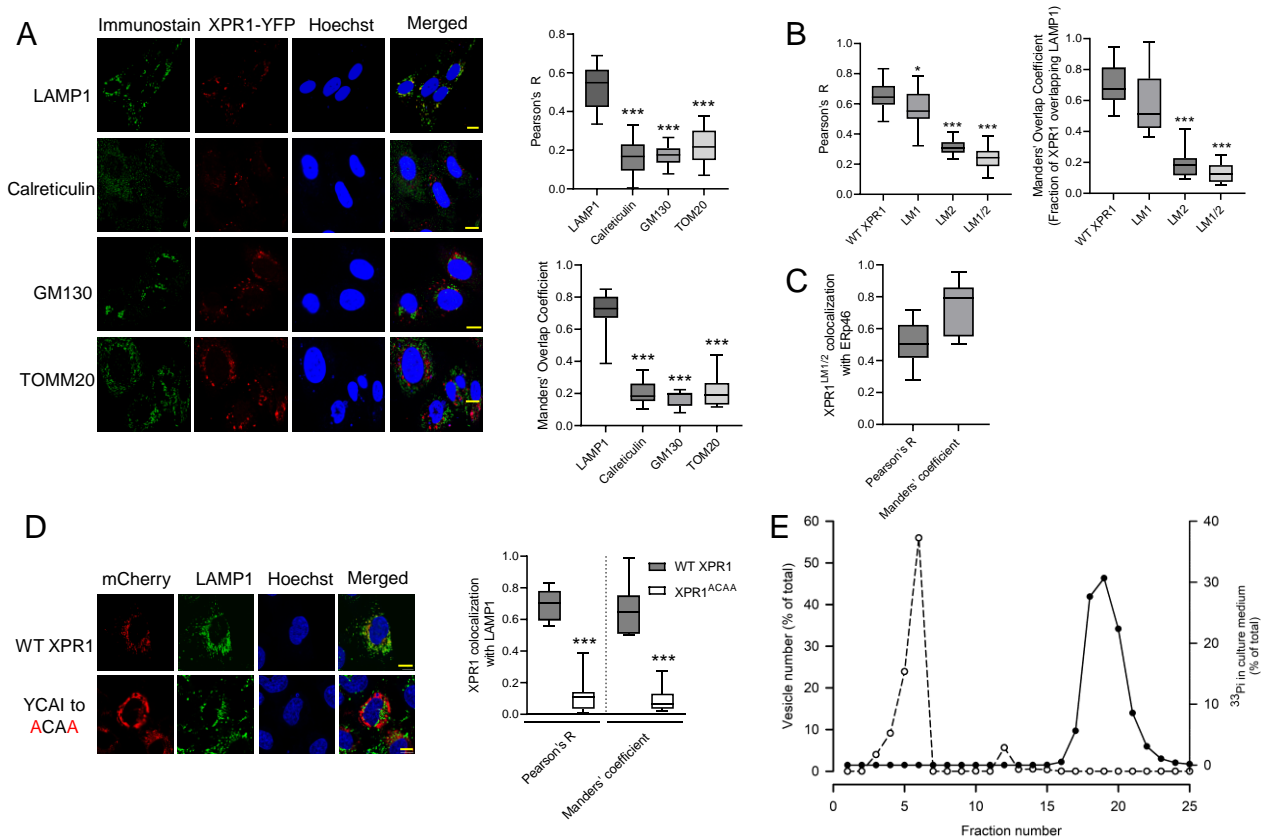 A
Immunostain XPR1-YFP Hoechst Merged
LAMP1
Calreticulin
GM130
TOMM20
Pearson's R
0.8
0.6
0.4
0.2
0.0
***
***
***
LAMP1
Calreticulin
GM130
TOM20
Manders' Overlap Coefficient
1.0
0.8
0.6
0.4
0.2
0.0
***
***
***
LAMP1
Calreticulin
GM130
TOM20
B
Pearson's R
1.0
0.8
0.6
0.4
0.2
0.0
*
***
***
WT XPR1
LM1
LM2
LM1/2
Manders' Overlap Coefficient
(Fraction of XPR1 overlapping LAMP1)
1.0
0.8
0.6
0.4
0.2
0.0
***
***
WT XPR1
LM1
LM2
LM1/2
C
XPR1LM1/2 colocalization
with ERp46
1.0
0.8
0.6
0.4
0.2
0.0
Pearson's R
Manders' coefficient
D
mCherry LAMP1 Hoechst Merged
WT XPR1
YCAI to
ACAA
XPR1 colocalization
with LAMP1
1.0
0.8
0.6
0.4
0.2
0.0
***
***
WT XPR1
XPR1ACAA
Pearson's R
Manders' coefficient
E
Vesicle number (% of total)
60
50
40
30
20
10
0
40
30
20
10
0
33Pi in culture medium
(% of total)
0 5 10 15 20 25
Fraction number